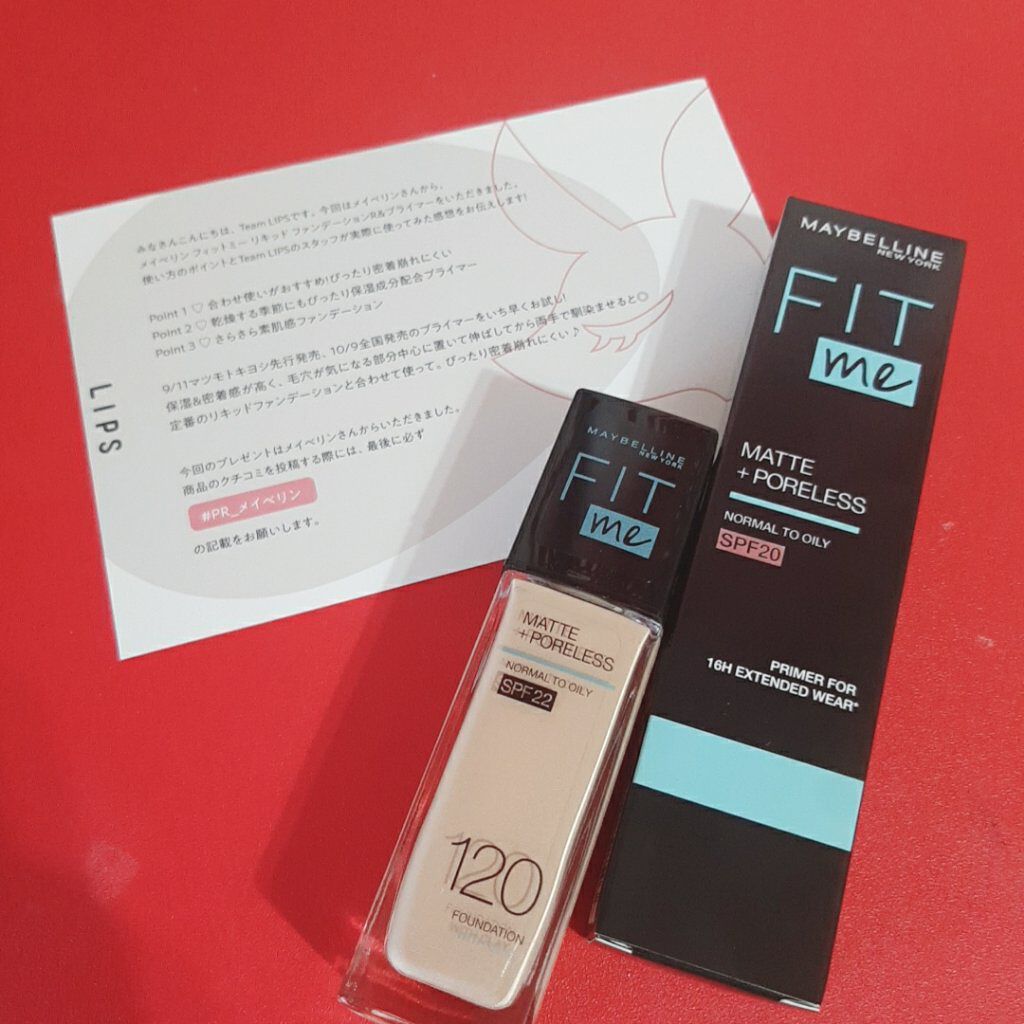 みなさんこんにちは、Team LIPSです。今回はメイベリンさんから、
メイベリン フィットミー リキッド ファンデーションR&プライマーをいただきました。
使い方のポイントとTeam LIPSのスタッフが実際に使ってみた感想をお伝えします!
Point 1 ♡ 合わせ使いがおすすめ!ぴったり密着崩れにくい
Point 2 ♡ 乾燥する季節にもぴったり保湿成分配合プライマー
Point 3 ♡ さらさら素肌感ファンデーション
9/11マツモトキヨシ先行発売、10/9全国発売のプライマーをいち早くお試し!
保湿&密着感が高く、毛穴が気になる部分中心に置いて伸ばしてから両手で馴染ませると◎
定番のリキッドファンデーションと合わせて使って。ぴったり密着崩れにくい♪
今回のプレゼントはメイベリンさんからいただきました。
商品のクチコミを投稿する際には、最後に必ず
#PR_メイベリン
の記載をお願いします。
LIPS
MAYBELLINE
NEW YORK
FIT
me
MATTE
+PORELESS
NORMAL TO OILY
SPF 22
120
FOUNDATION
MAYBELLINE
NEW YORK
FIT
me
MATTE
+PORELESS
NORMAL TO OILY
SPF20
PRIMER FOR
16H EXTENDED WEAR*